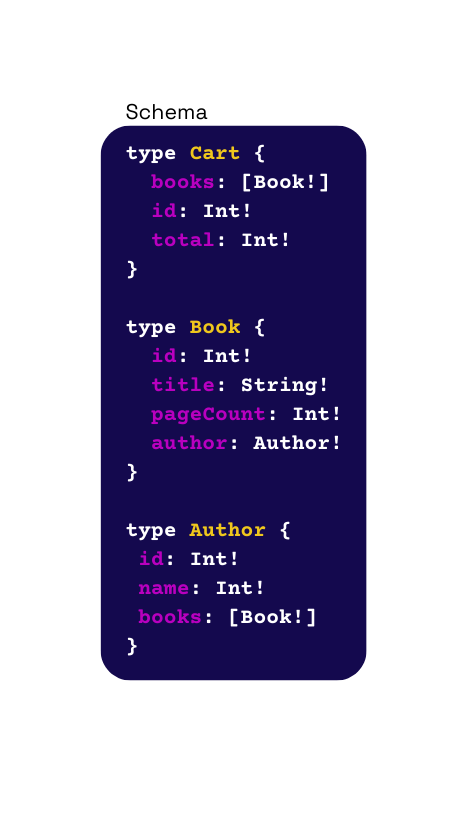 Schema
type Cart {
  books: [Book!]
  id: Int!
  total: Int!
}
type Book {
  id: Int!
  title: String!
  pageCount: Int!
  author: Author!
}
type Author {
 id: Int!
 name: Int!
 books: [Book!]
}